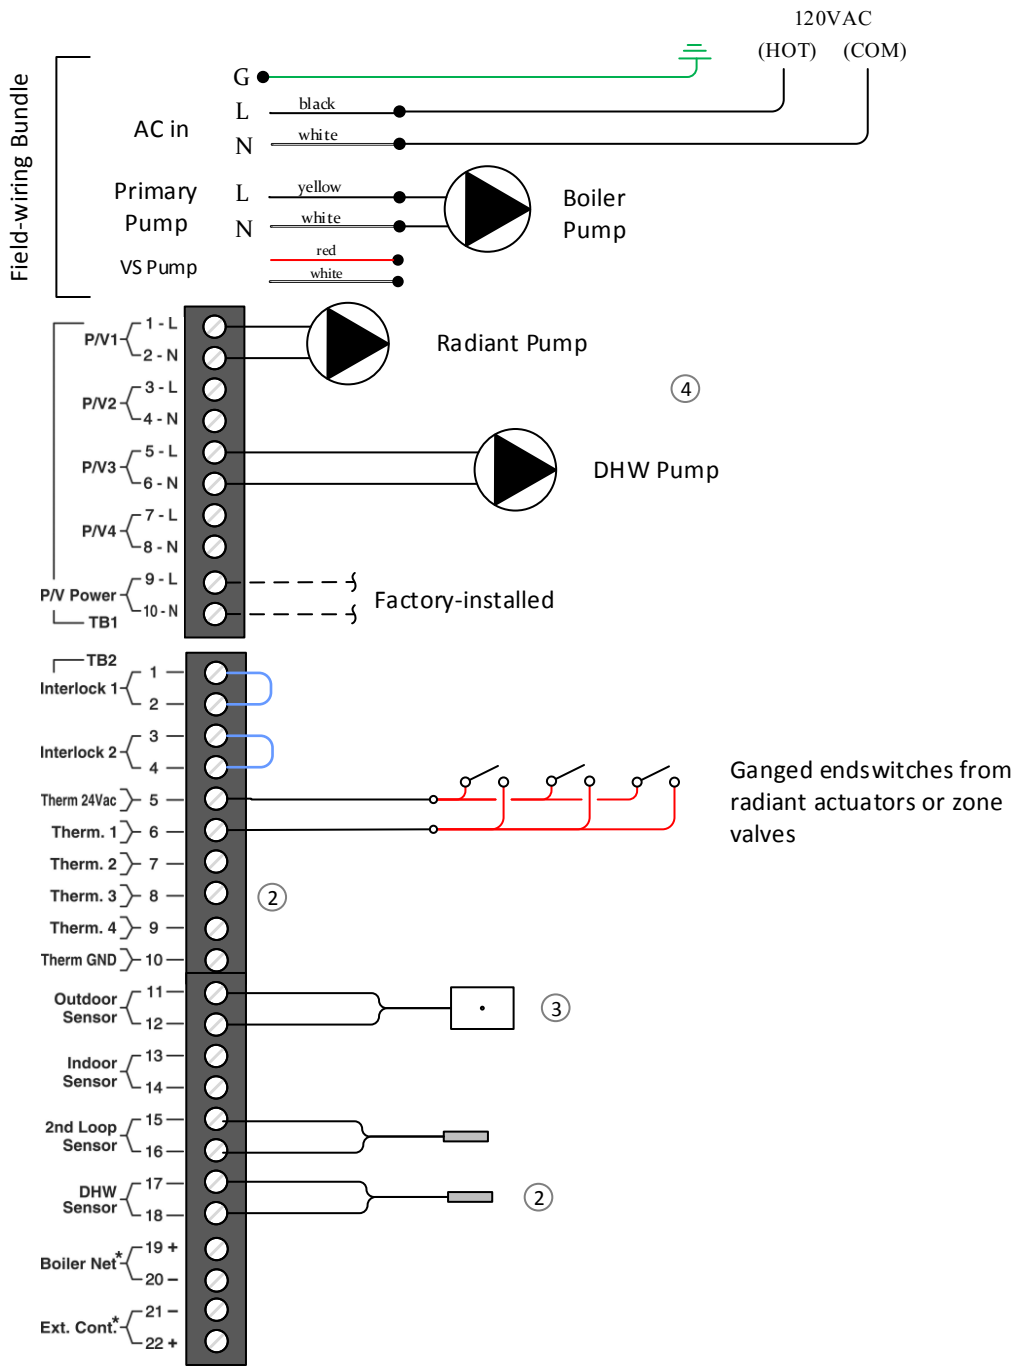 120VAC
(HOT) (COM)
Field-wiring Bundle
G
AC in
L black
N white
Primary Pump
L yellow
N white
Boiler Pump
VS Pump
red
white
P/V1
1 - L
2 - N
Radiant Pump
P/V2
3 - L
4 - N
4
P/V3
5 - L
6 - N
DHW Pump
P/V4
7 - L
8 - N
P/V Power
9 - L
10 - N
Factory-installed
TB1
TB2
Interlock 1
1
2
Interlock 2
3
4
Therm 24Vac 5
Ganged endswitches from
radiant actuators or zone
valves
Therm. 1 6
Therm. 2 7
Therm. 3 8
2
Therm. 4 9
Therm GND 10
Outdoor
Sensor
11
12
3
Indoor
Sensor
13
14
2nd Loop
Sensor
15
16
DHW
Sensor
17
18
2
Boiler Net*
19 +
20 –
Ext. Cont.*
21 –
22 +